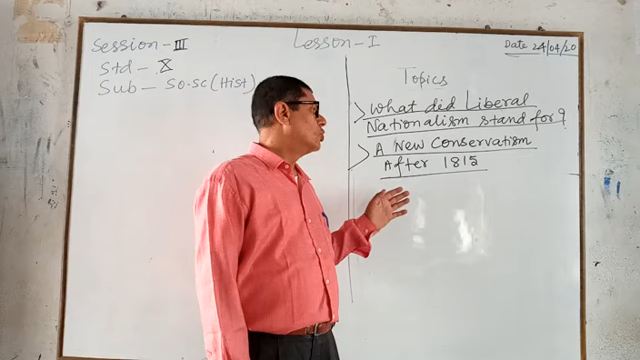 Session - III
Lesson - I
Date 24/04/20
Std - X
Sub - So.Sc (Hist)
Topics
> What did Liberal
Nationalism stand for?
> A New Conservatism
After 1815